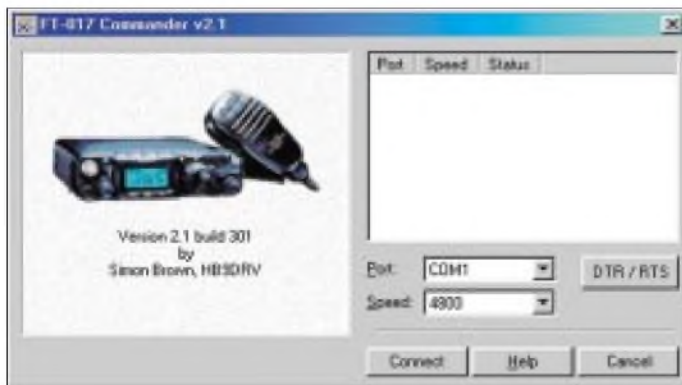 FT-817 Commander v2.1
Version 2.1 build 301
by
Simon Brown, HB9DRV
Port Speed Status
Port: COM1
DTR / RTS
Speed: 4800
Connect Help Cancel